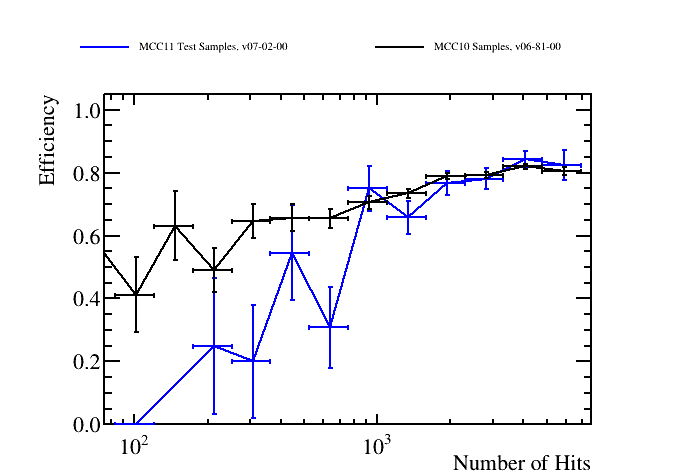 MCC11 Test Samples, v07-02-00
MCC10 Samples, v06-81-00
Efficiency
1.0
0.8
0.6
0.4
0.2
0.0
10²
10³
Number of Hits